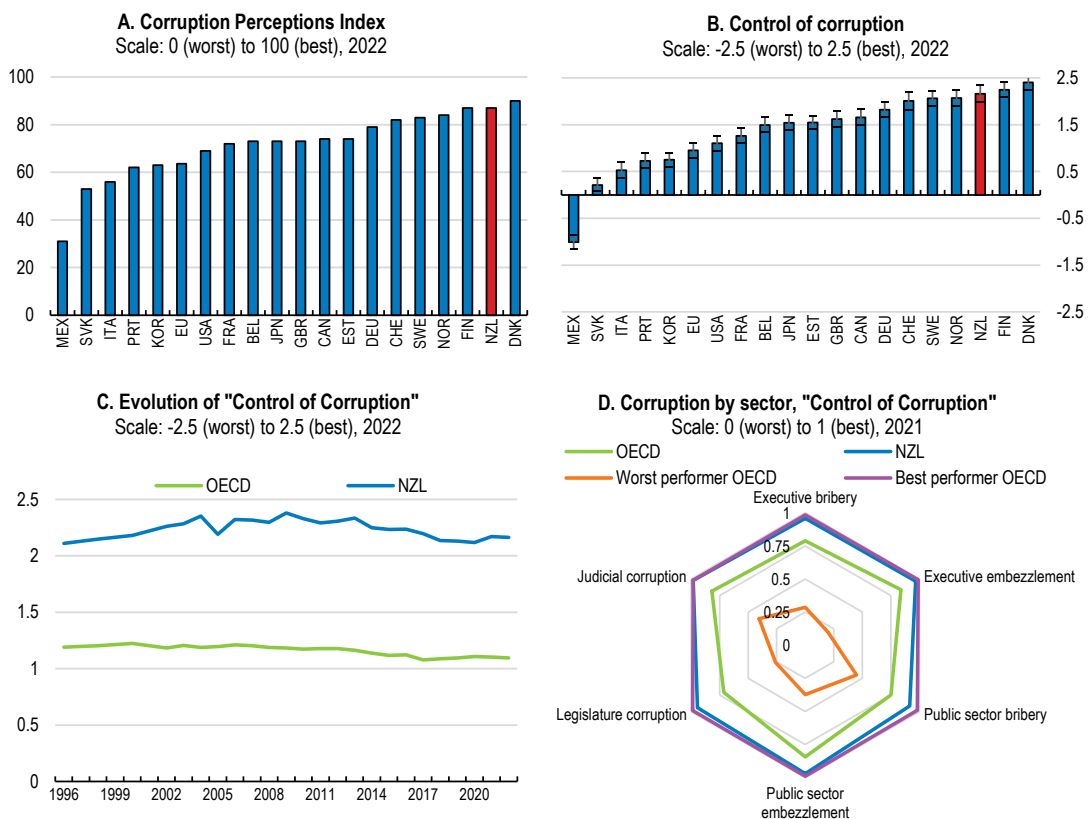 A. Corruption Perceptions Index
Scale: 0 (worst) to 100 (best), 2022
100
80
60
40
20
0
MEX
SVK
ITA
PRT
KOR
EU
USA
FRA
BEL
JPN
GBR
CAN
EST
DEU
CHE
SWE
NOR
FIN
NZL
DNK
B. Control of corruption
Scale: -2.5 (worst) to 2.5 (best), 2022
2.5
1.5
0.5
-0.5
-1.5
-2.5
MEX
SVK
ITA
PRT
KOR
EU
USA
FRA
BEL
JPN
EST
GBR
CAN
DEU
CHE
SWE
NOR
NZL
FIN
DNK
C. Evolution of "Control of Corruption"
Scale: -2.5 (worst) to 2.5 (best), 2022
OECD
NZL
2.5
2
1.5
1
0.5
0
1996
1999
2002
2005
2008
2011
2014
2017
2020
D. Corruption by sector, "Control of Corruption"
Scale: 0 (worst) to 1 (best), 2021
OECD
NZL
Worst performer OECD
Best performer OECD
Executive bribery
1
0.75
0.5
0.25
0
Judicial corruption
Executive embezzlement
Legislature corruption
Public sector bribery
Public sector
embezzlement